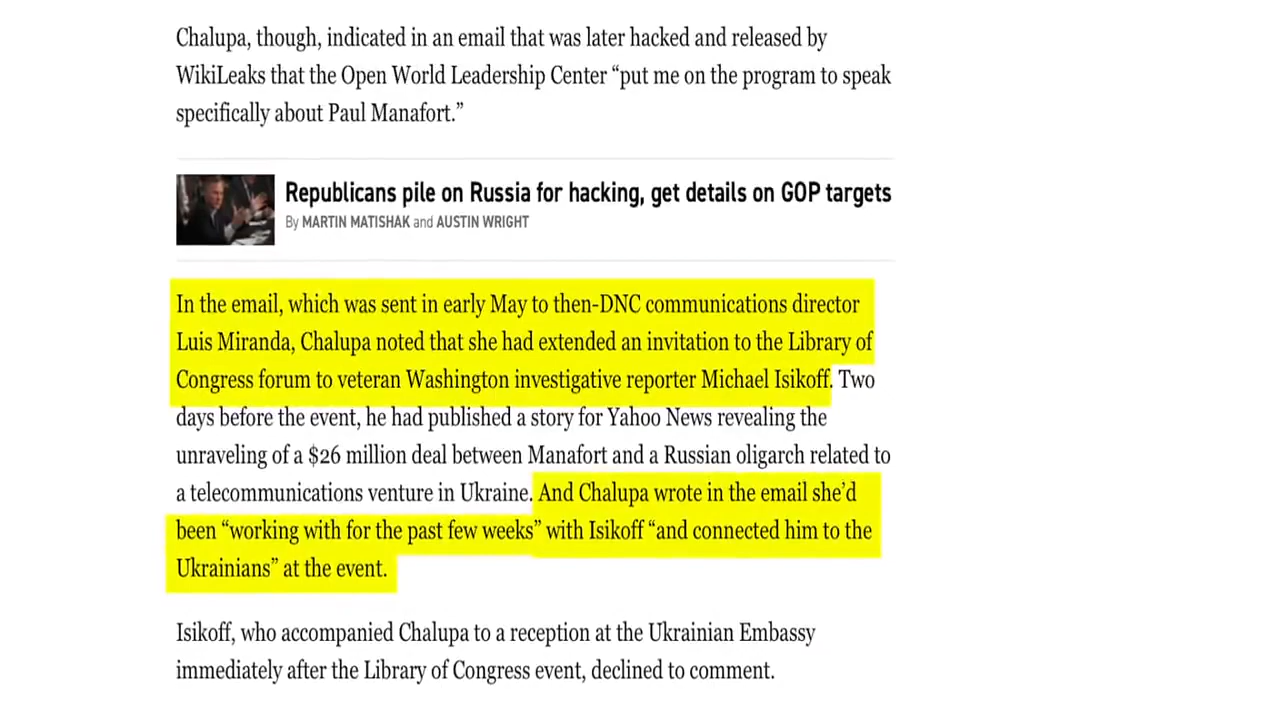 Chalupa, though, indicated in an email that was later hacked and released by
WikiLeaks that the Open World Leadership Center “put me on the program to speak
specifically about Paul Manafort.”
Republicans pile on Russia for hacking, get details on GOP targets
By MARTIN MATISHAK and AUSTIN WRIGHT
In the email, which was sent in early May to then-DNC communications director
Luis Miranda, Chalupa noted that she had extended an invitation to the Library of
Congress forum to veteran Washington investigative reporter Michael Isikoff. Two
days before the event, he had published a story for Yahoo News revealing the
unraveling of a $26 million deal between Manafort and a Russian oligarch related to
a telecommunications venture in Ukraine. And Chalupa wrote in the email she’d
been “working with for the past few weeks” with Isikoff “and connected him to the
Ukrainians” at the event.
Isikoff, who accompanied Chalupa to a reception at the Ukrainian Embassy
immediately after the Library of Congress event, declined to comment.